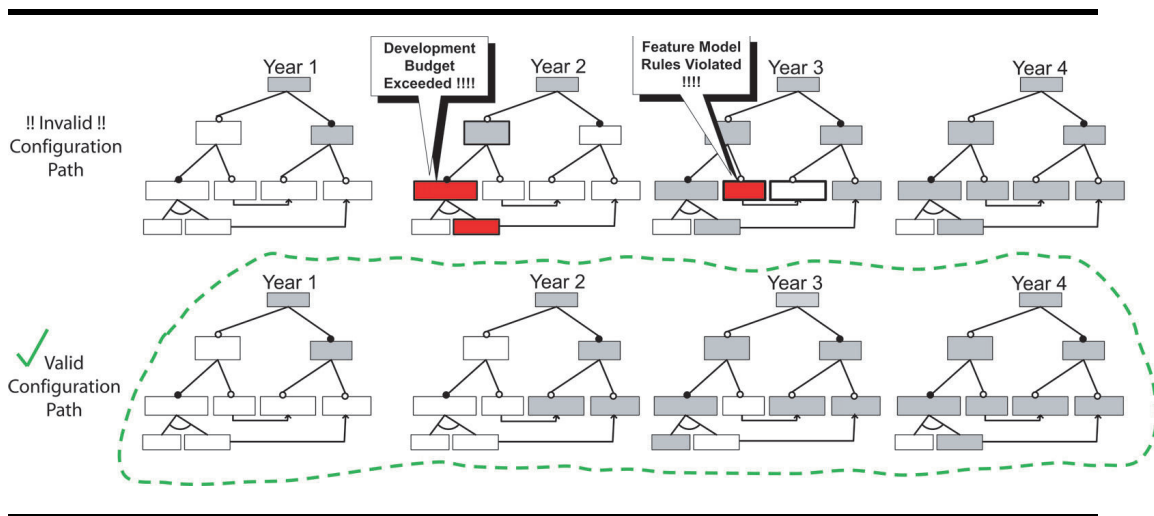 Development
Budget
Exceeded !!!!
Feature Model
Rules Violated
!!!!
Year 1
Year 2
Year 3
Year 4
!! Invalid !!
Configuration
Path
Year 1
Year 2
Year 3
Year 4
Valid
Configuration
Path